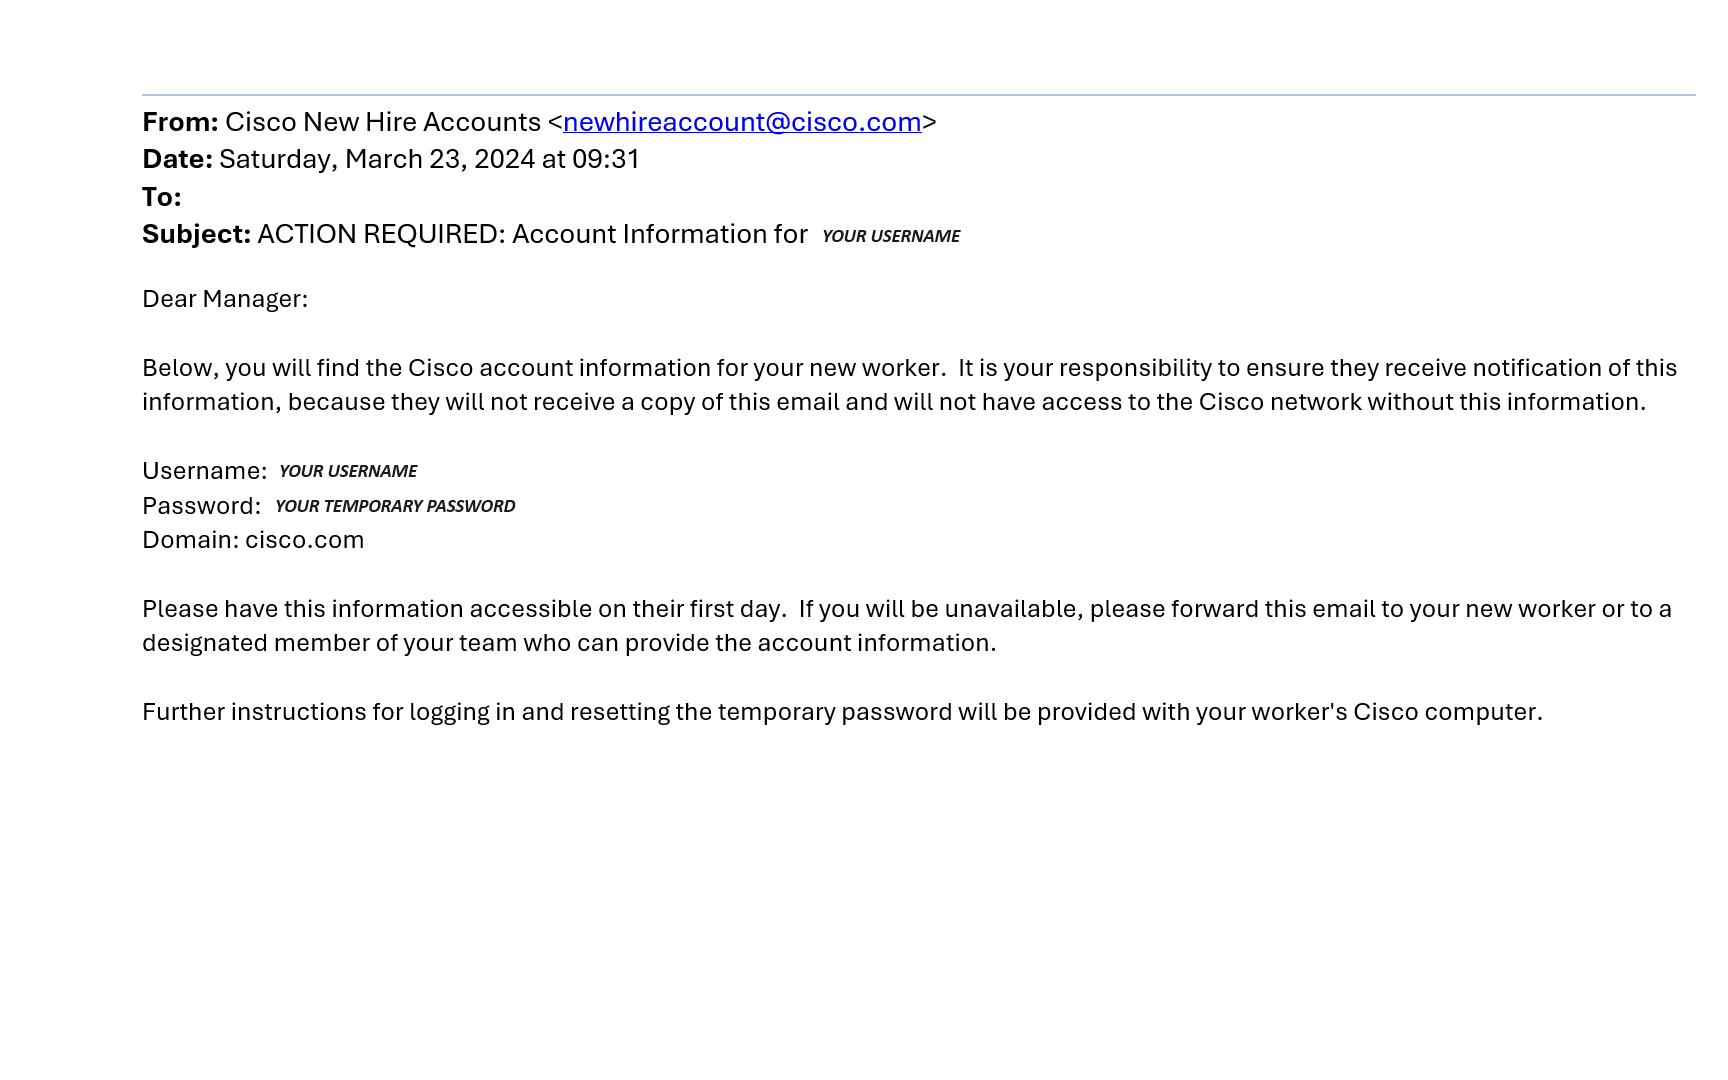 From: Cisco New Hire Accounts <newhireaccount@cisco.com>
Date: Saturday, March 23, 2024 at 09:31
To:
Subject: ACTION REQUIRED: Account Information for YOUR USERNAME
Dear Manager:
Below, you will find the Cisco account information for your new worker.  It is your responsibility to ensure they receive notification of this
information, because they will not receive a copy of this email and will not have access to the Cisco network without this information.
Username: YOUR USERNAME
Password: YOUR TEMPORARY PASSWORD
Domain: cisco.com
Please have this information accessible on their first day.  If you will be unavailable, please forward this email to your new worker or to a
designated member of your team who can provide the account information.
Further instructions for logging in and resetting the temporary password will be provided with your worker's Cisco computer.